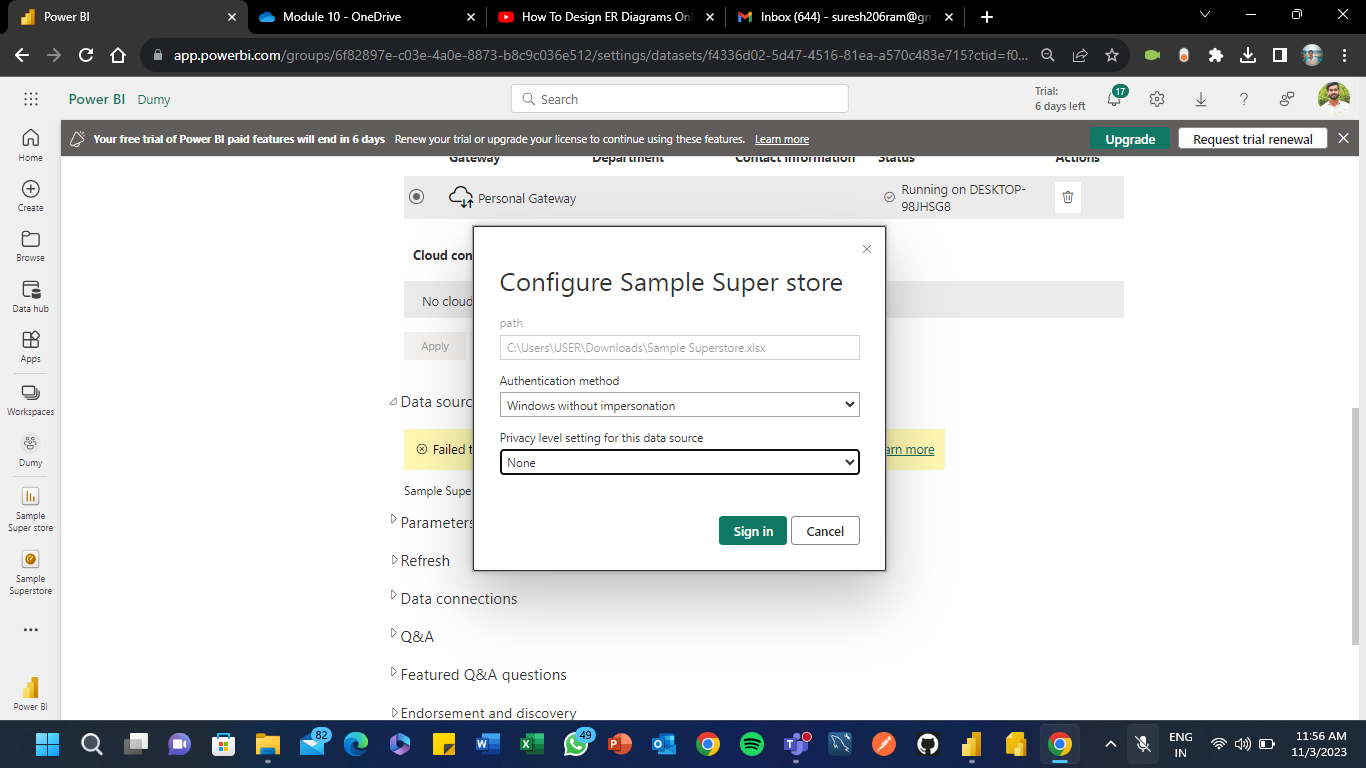 Power BI
Module 10 - OneDrive
How To Design ER Diagrams Onl
Inbox (644) - suresh206ram@gm
app.powerbi.com/groups/6f82897e-c03e-4a0e-8873-b8c9c036e512/settings/datasets/f4336d02-5d47-4516-81ea-a570c483e715?ctid=f0...
Power BI Dumy
Search
Trial:
6 days left
17
Your free trial of Power BI paid features will end in 6 days Renew your trial or upgrade your license to continue using these features. Learn more
Upgrade
Request trial renewal
Home
Create
Browse
Data hub
Apps
Workspaces
Dumy
Sample
Super store
Sample
Superstore
Power BI
Gateway Department Contact information Status Actions
Personal Gateway
Running on DESKTOP-
98JHSG8
Cloud con
No cloud
Apply
Data sourc
Failed t
arn more
Sample Supe
Parameters
Refresh
Data connections
Q&A
Featured Q&A questions
Endorsement and discovery
Configure Sample Super store
path
C:\Users\USER\Downloads\Sample Superstore.xlsx
Authentication method
Windows without impersonation
Privacy level setting for this data source
None
Sign in
Cancel
82
49
ENG
IN
11:56 AM
11/3/2023